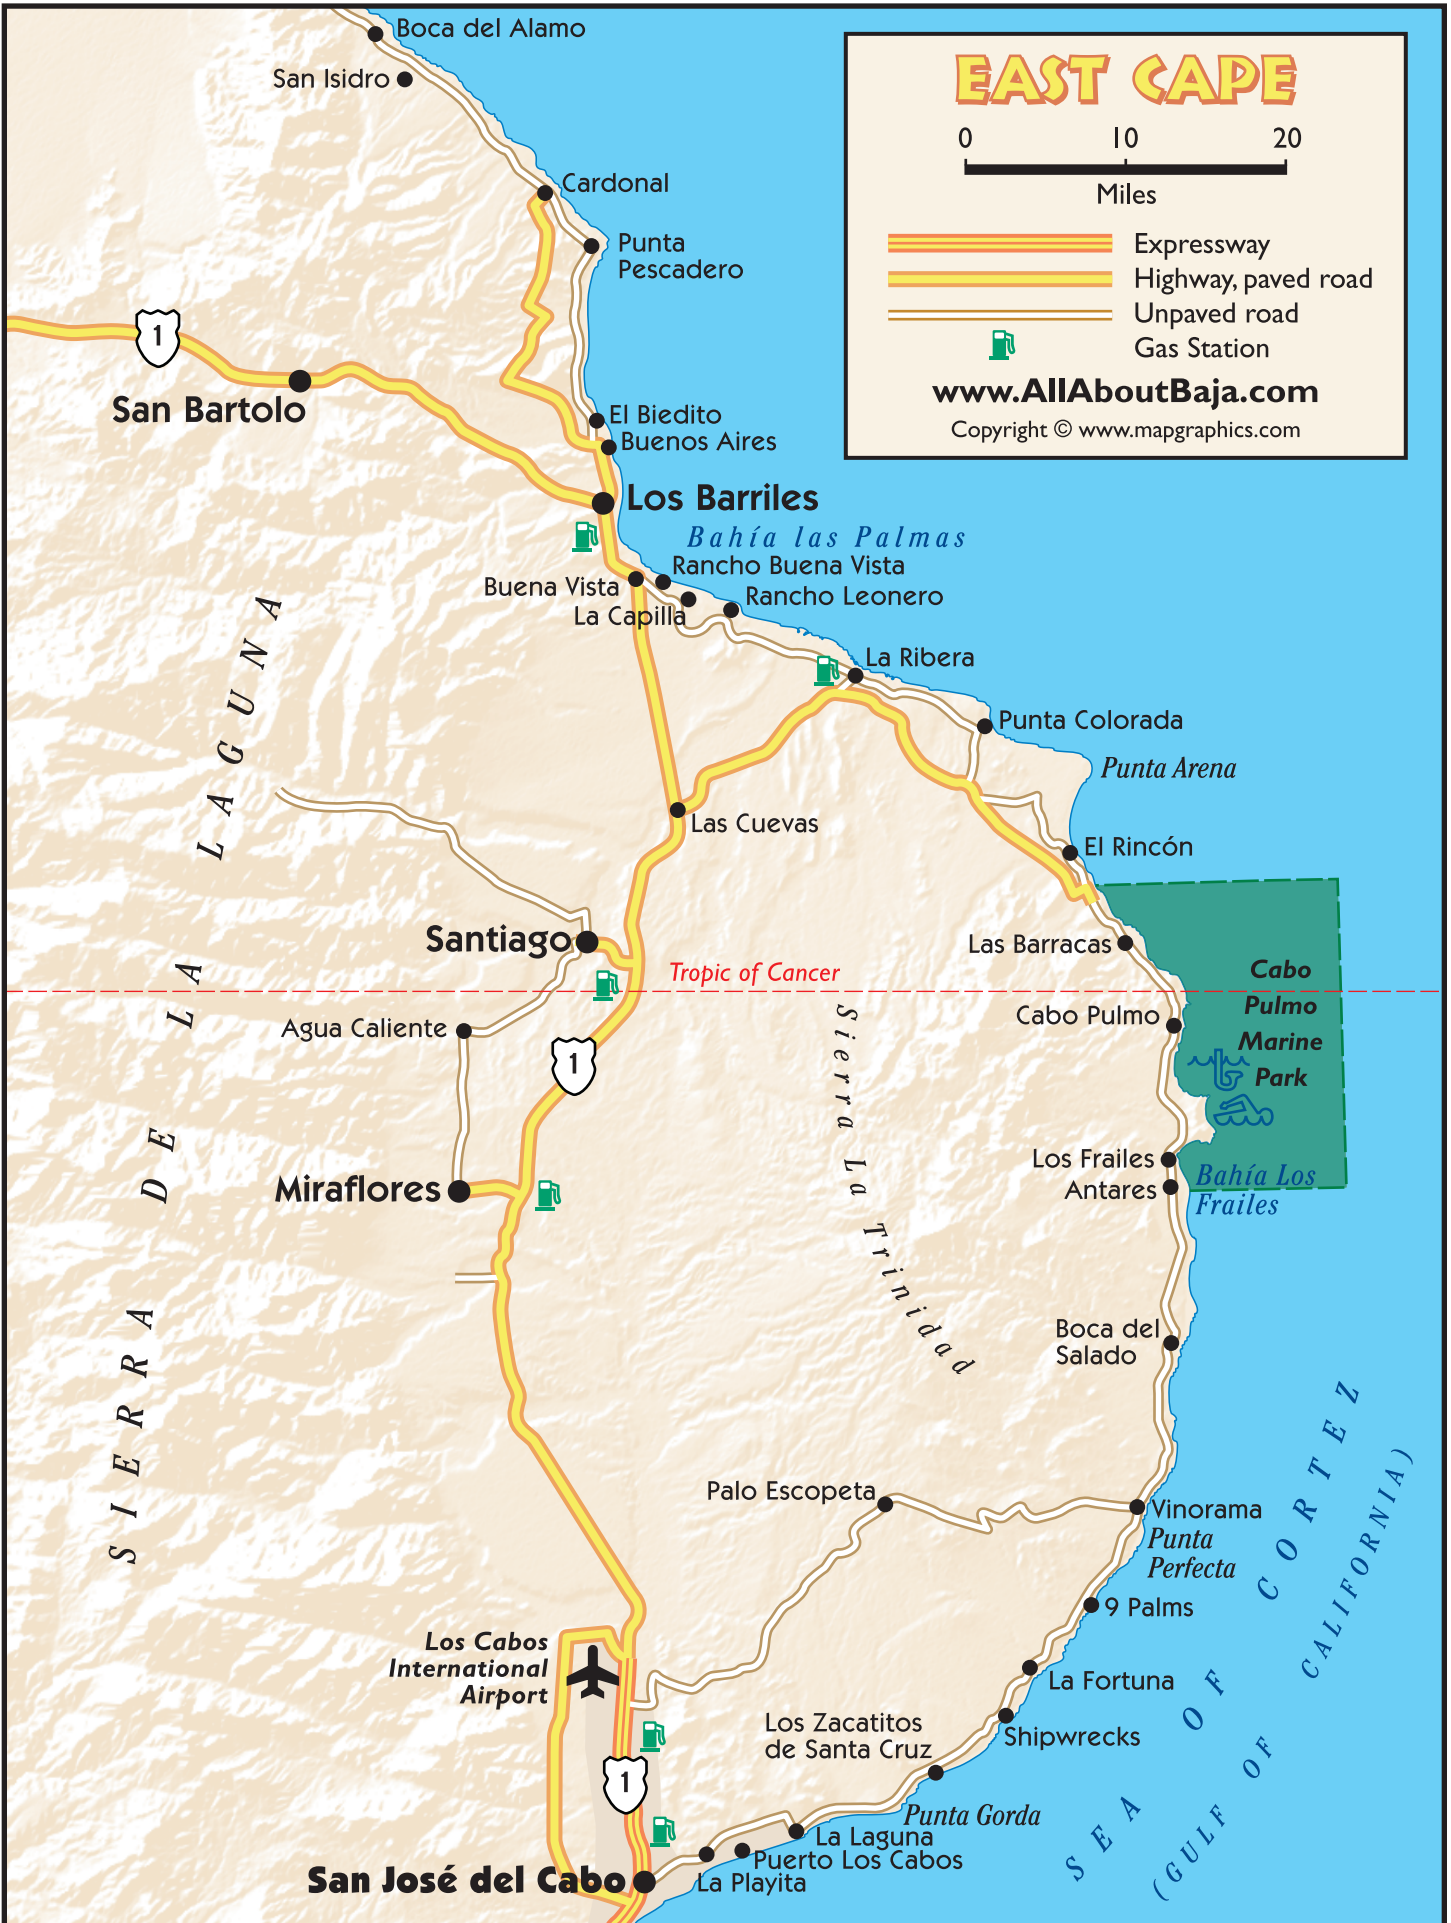 Boca del Alamo
San Isidro
EAST CAPE
0 10 20
Miles
Expressway
Highway, paved road
Unpaved road
Gas Station
www.AllAboutBaja.com
Copyright © www.mapgraphics.com
Cardonal
Punta
Pescadero
1
San Bartolo
El Biedito
Buenos Aires
Los Barriles
Bahía las Palmas
Rancho Buena Vista
Buena Vista
Rancho Leonero
La Capilla
La Ribera
Punta Colorada
Punta Arena
Las Cuevas
El Rincón
Santiago
Las Barracas
Tropic of Cancer
Cabo
Pulmo
Marine
Park
Cabo Pulmo
Agua Caliente
1
Sierra La Trinidad
SIERRA DE LA LAGUNA
Los Frailes
Antares
Bahía Los
Frailes
Miraflores
Boca del
Salado
Palo Escopeta
Vinorama
Punta
Perfecta
9 Palms
Los Cabos
International
Airport
La Fortuna
Shipwrecks
Los Zacatitos
de Santa Cruz
1
Punta Gorda
La Laguna
Puerto Los Cabos
La Playita
San José del Cabo
SEA OF CORTEZ
(GULF OF CALIFORNIA)